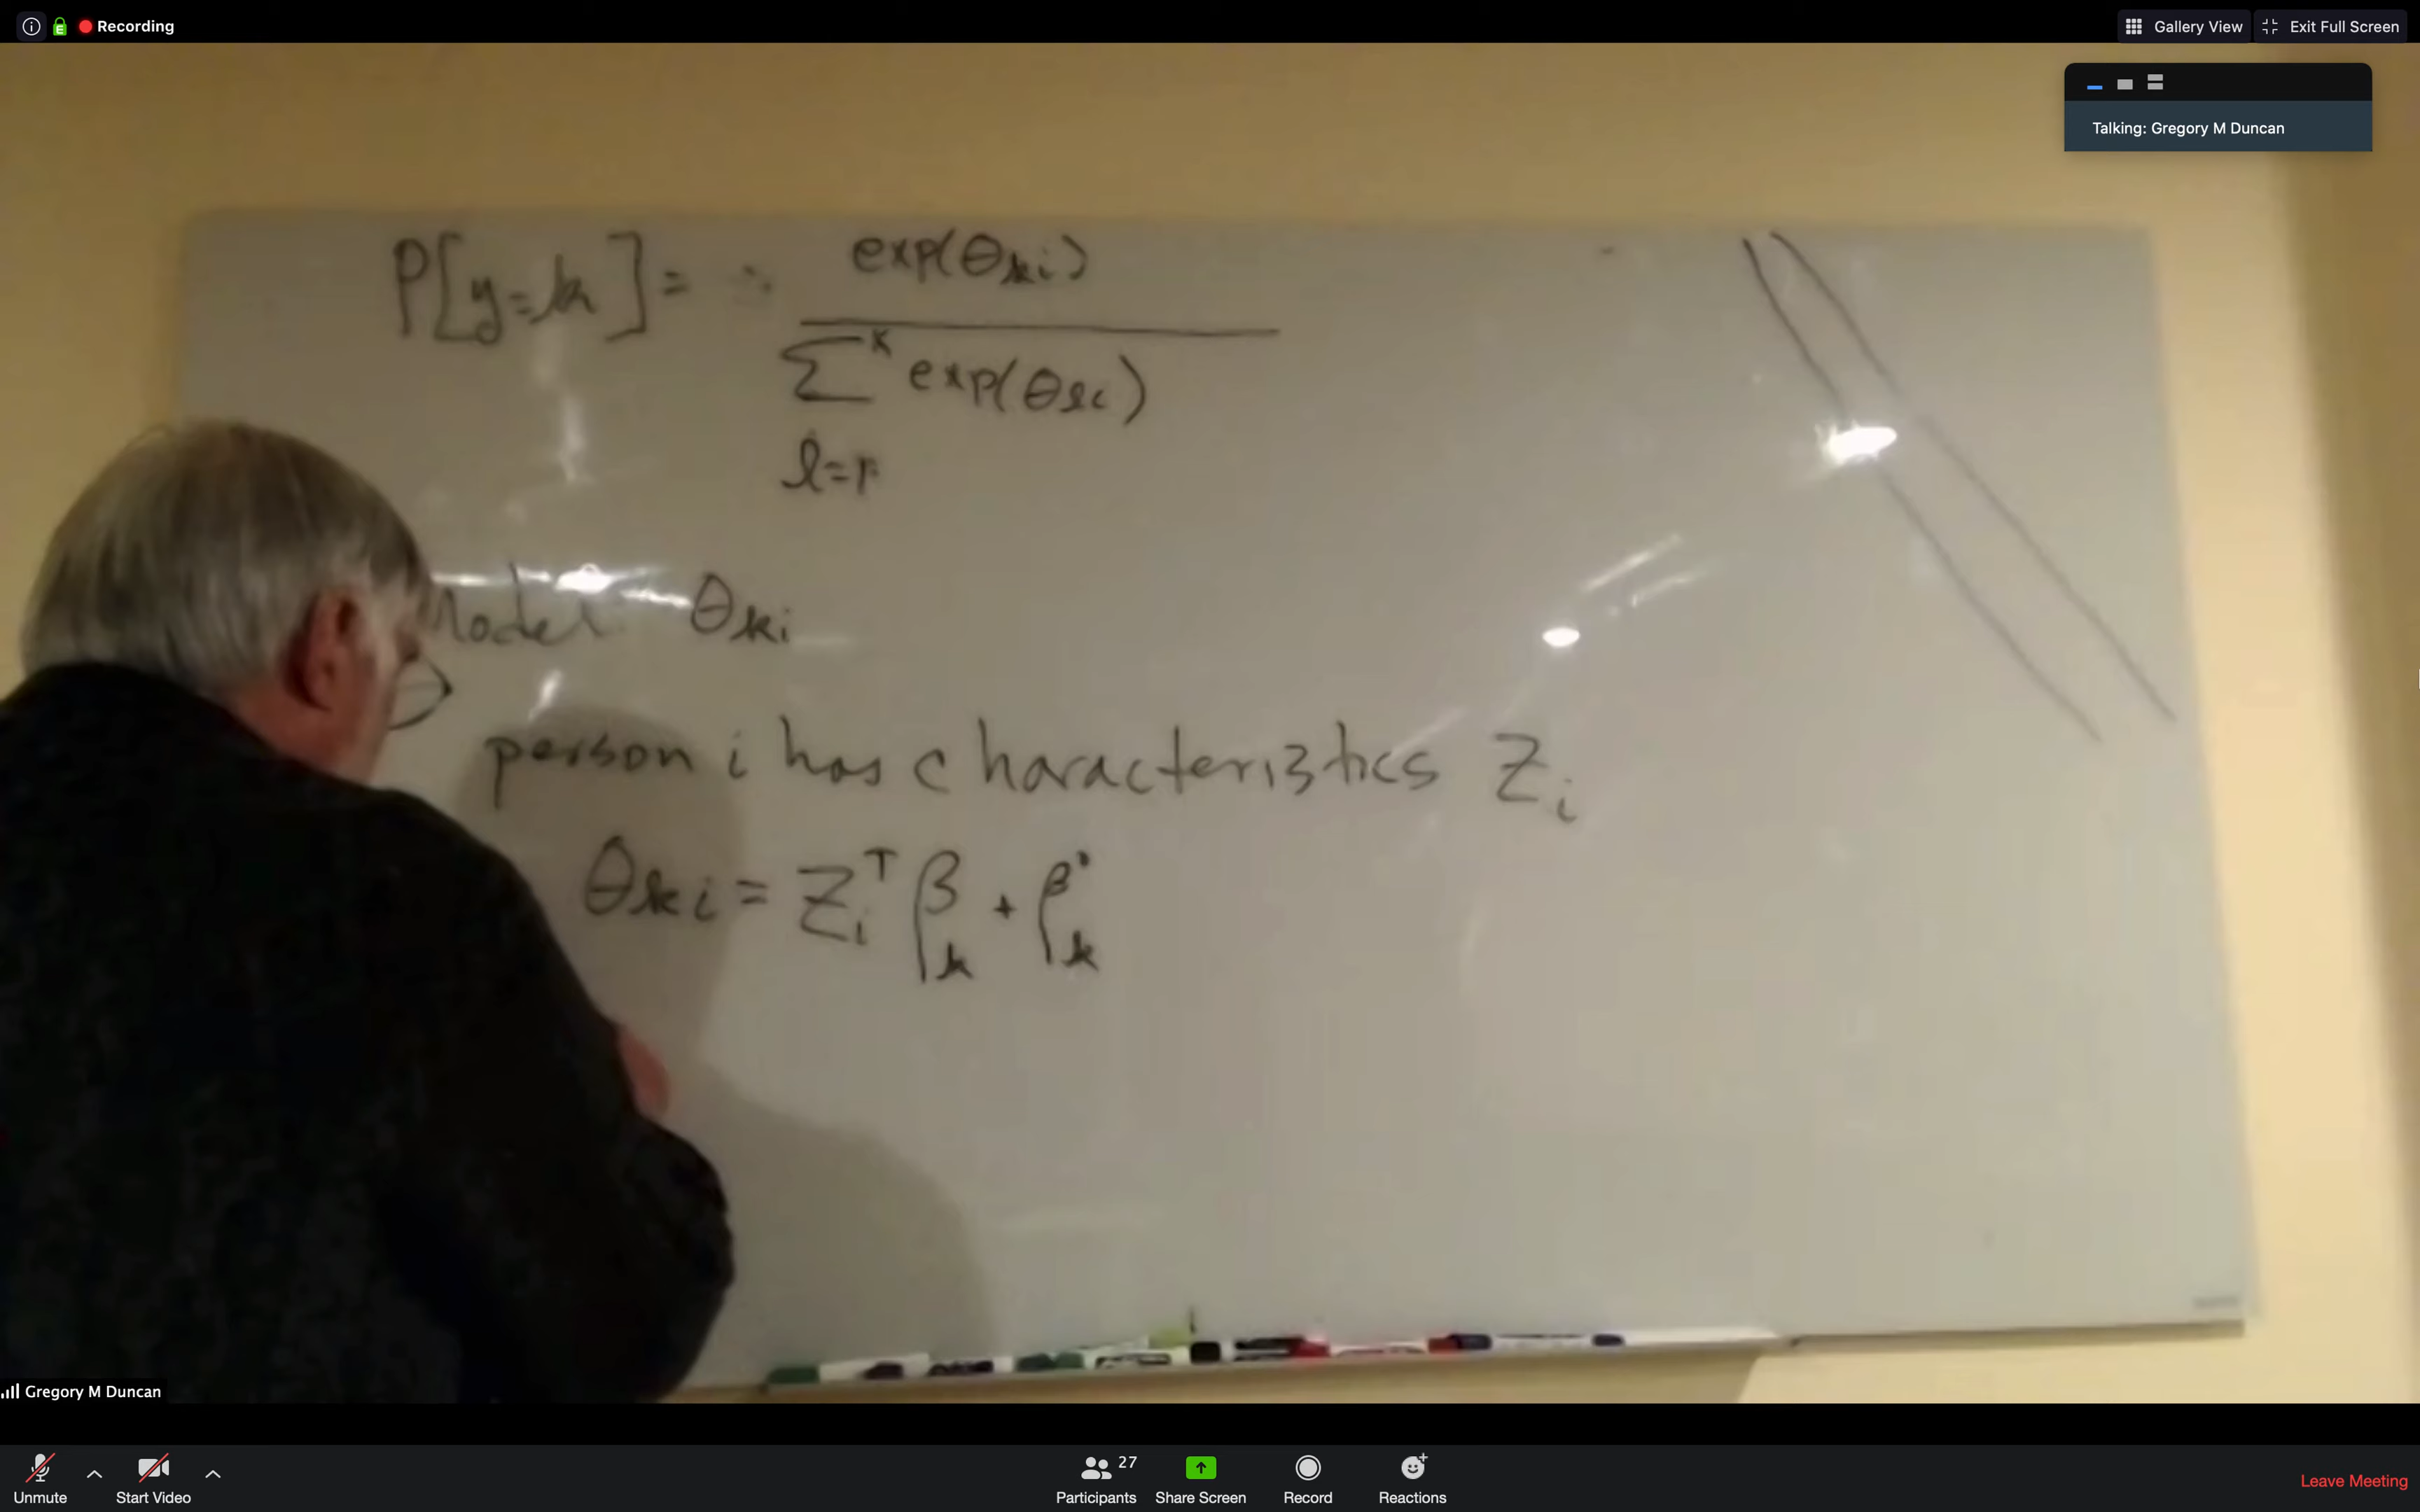 Recording
Gallery View
Exit Full Screen
Talking: Gregory M Duncan
P[y=k] = exp(θki)
Σ^K exp(θli)
l=1
Model θki
person i has characteristics Zi
θki = Zi^T βk + β°k
Gregory M Duncan
Unmute
Start Video
27
Participants
Share Screen
Record
Reactions
Leave Meeting